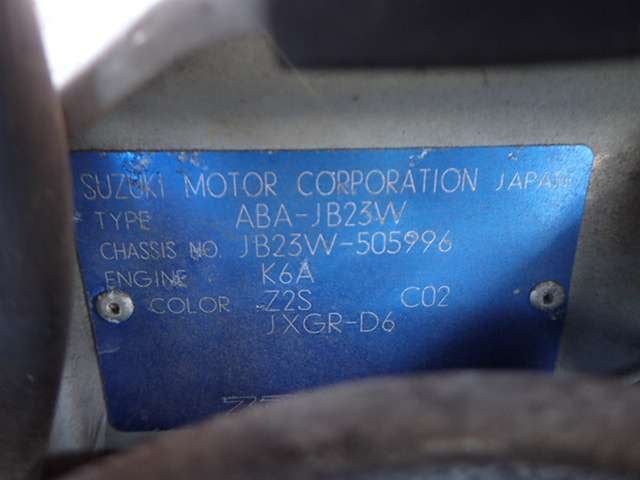 SUZUKI MOTOR CORPORATION JAPAN
TYPE ABA-JB23W
CHASSIS NO. JB23W-505996
ENGINE K6A
COLOR Z2S C02
JXGR-D6